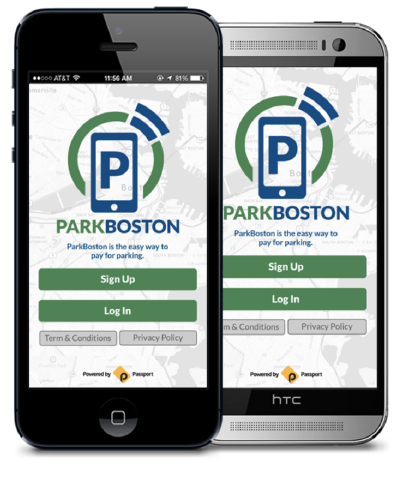 AT&T 11:56 AM 81%
P
PARKBOSTON
ParkBoston is the easy way to
pay for parking.
Sign Up
Log In
Term & Conditions Privacy Policy
Powered by P Passport
P
PARKBOSTON
ParkBoston is the easy way to
pay for parking.
Sign Up
Log In
& Conditions Privacy Policy
Powered by P Passport
hTC